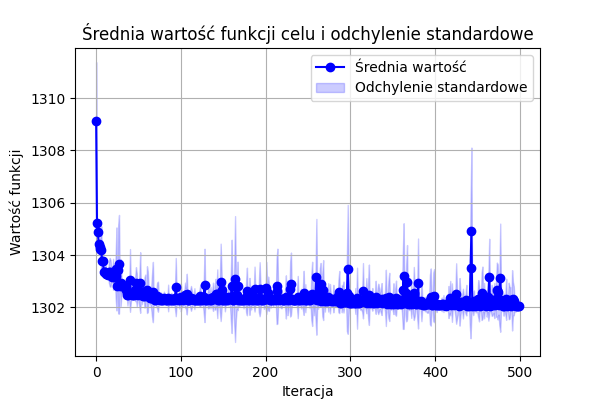 Średnia wartość funkcji celu i odchylenie standardowe
Średnia wartość
Odchylenie standardowe
Wartość funkcji
1310
1308
1306
1304
1302
0 100 200 300 400 500
Iteracja